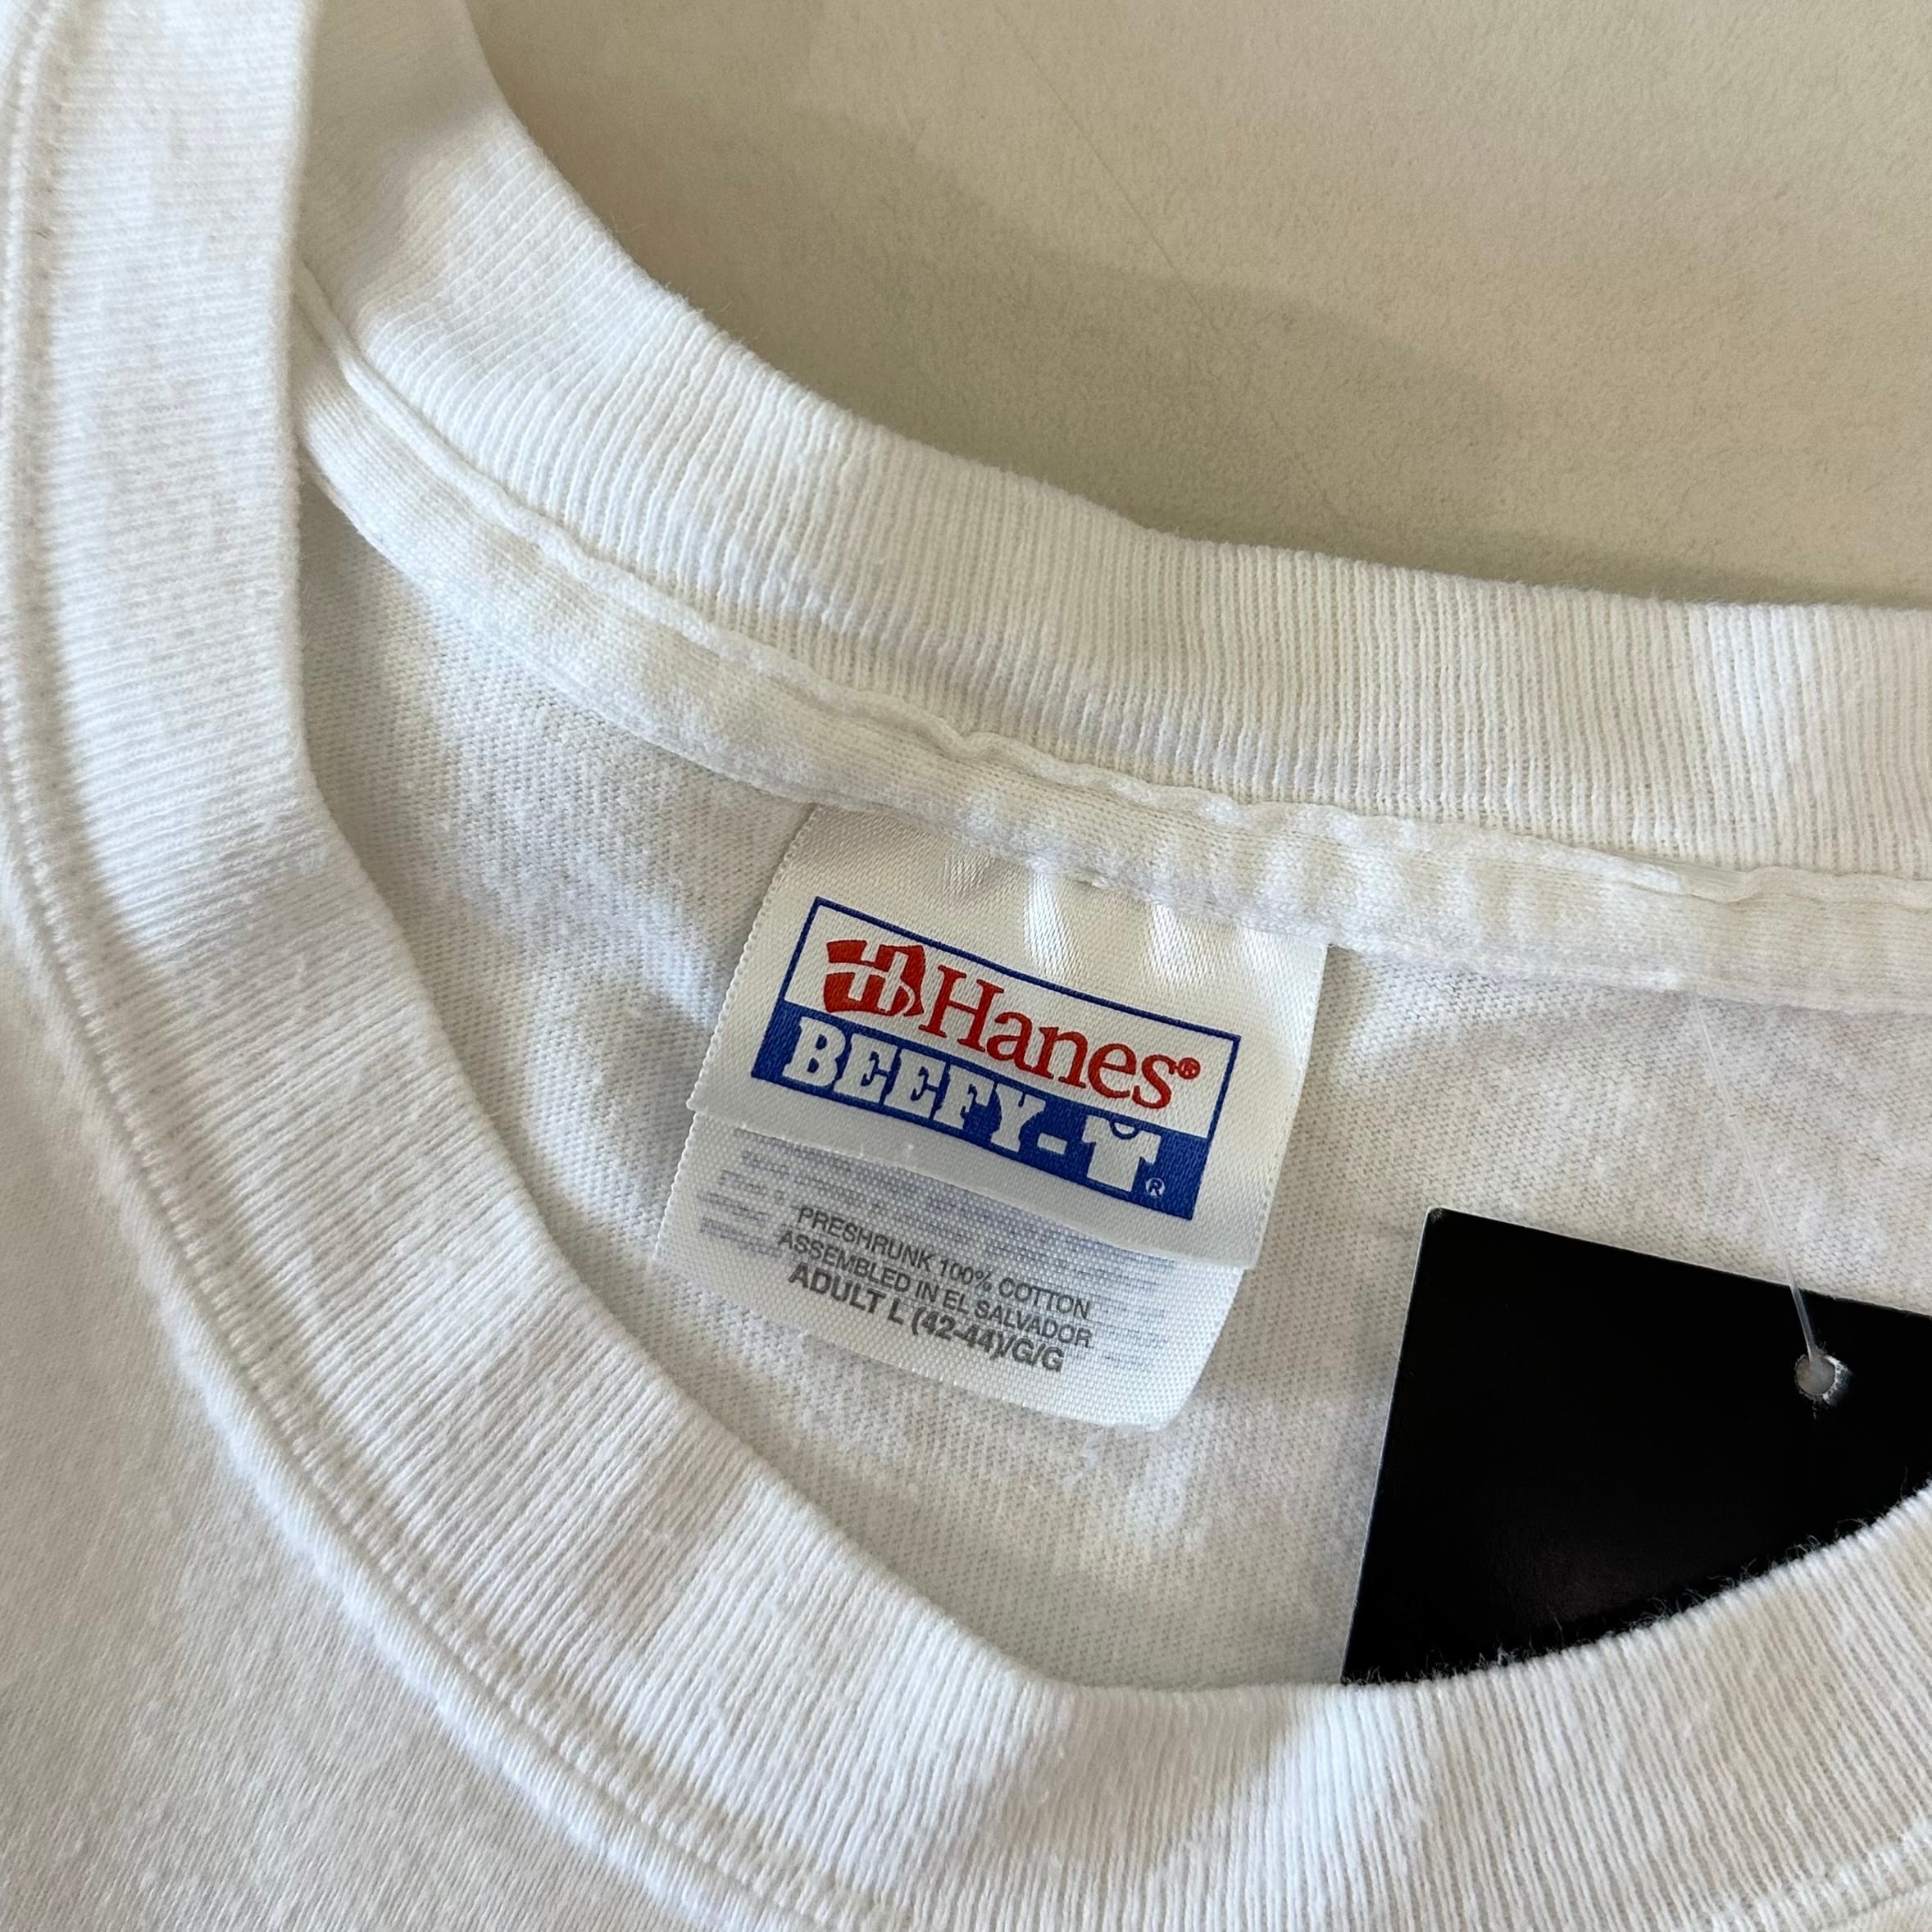 Hanes®
BEEFY-T®
PRESHRUNK 100% COTTON
ASSEMBLED IN EL SALVADOR
ADULT L (42-44)/G/G